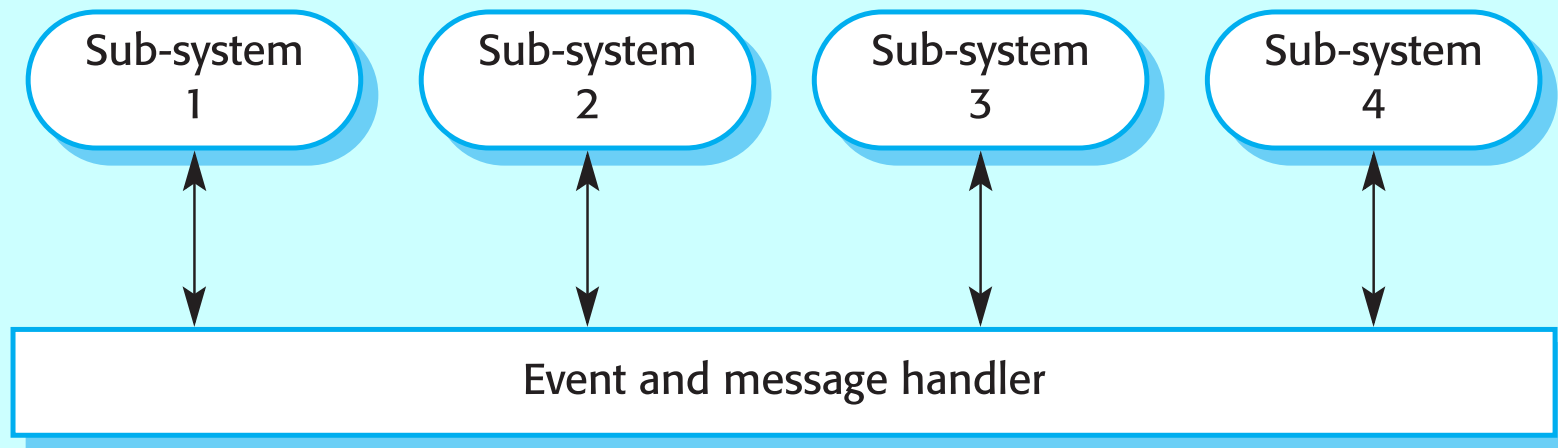 Sub-system
1
Sub-system
2
Sub-system
3
Sub-system
4
Event and message handler